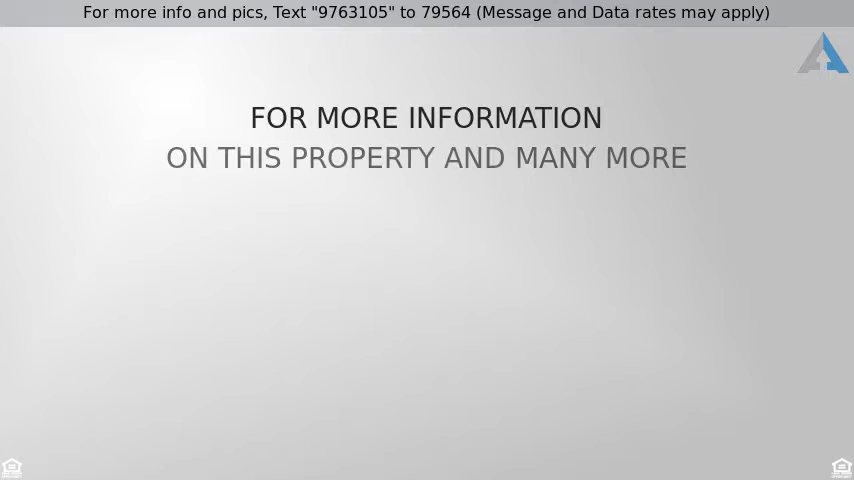 For more info and pics, Text "9763105" to 79564 (Message and Data rates may apply)
FOR MORE INFORMATION
ON THIS PROPERTY AND MANY MORE